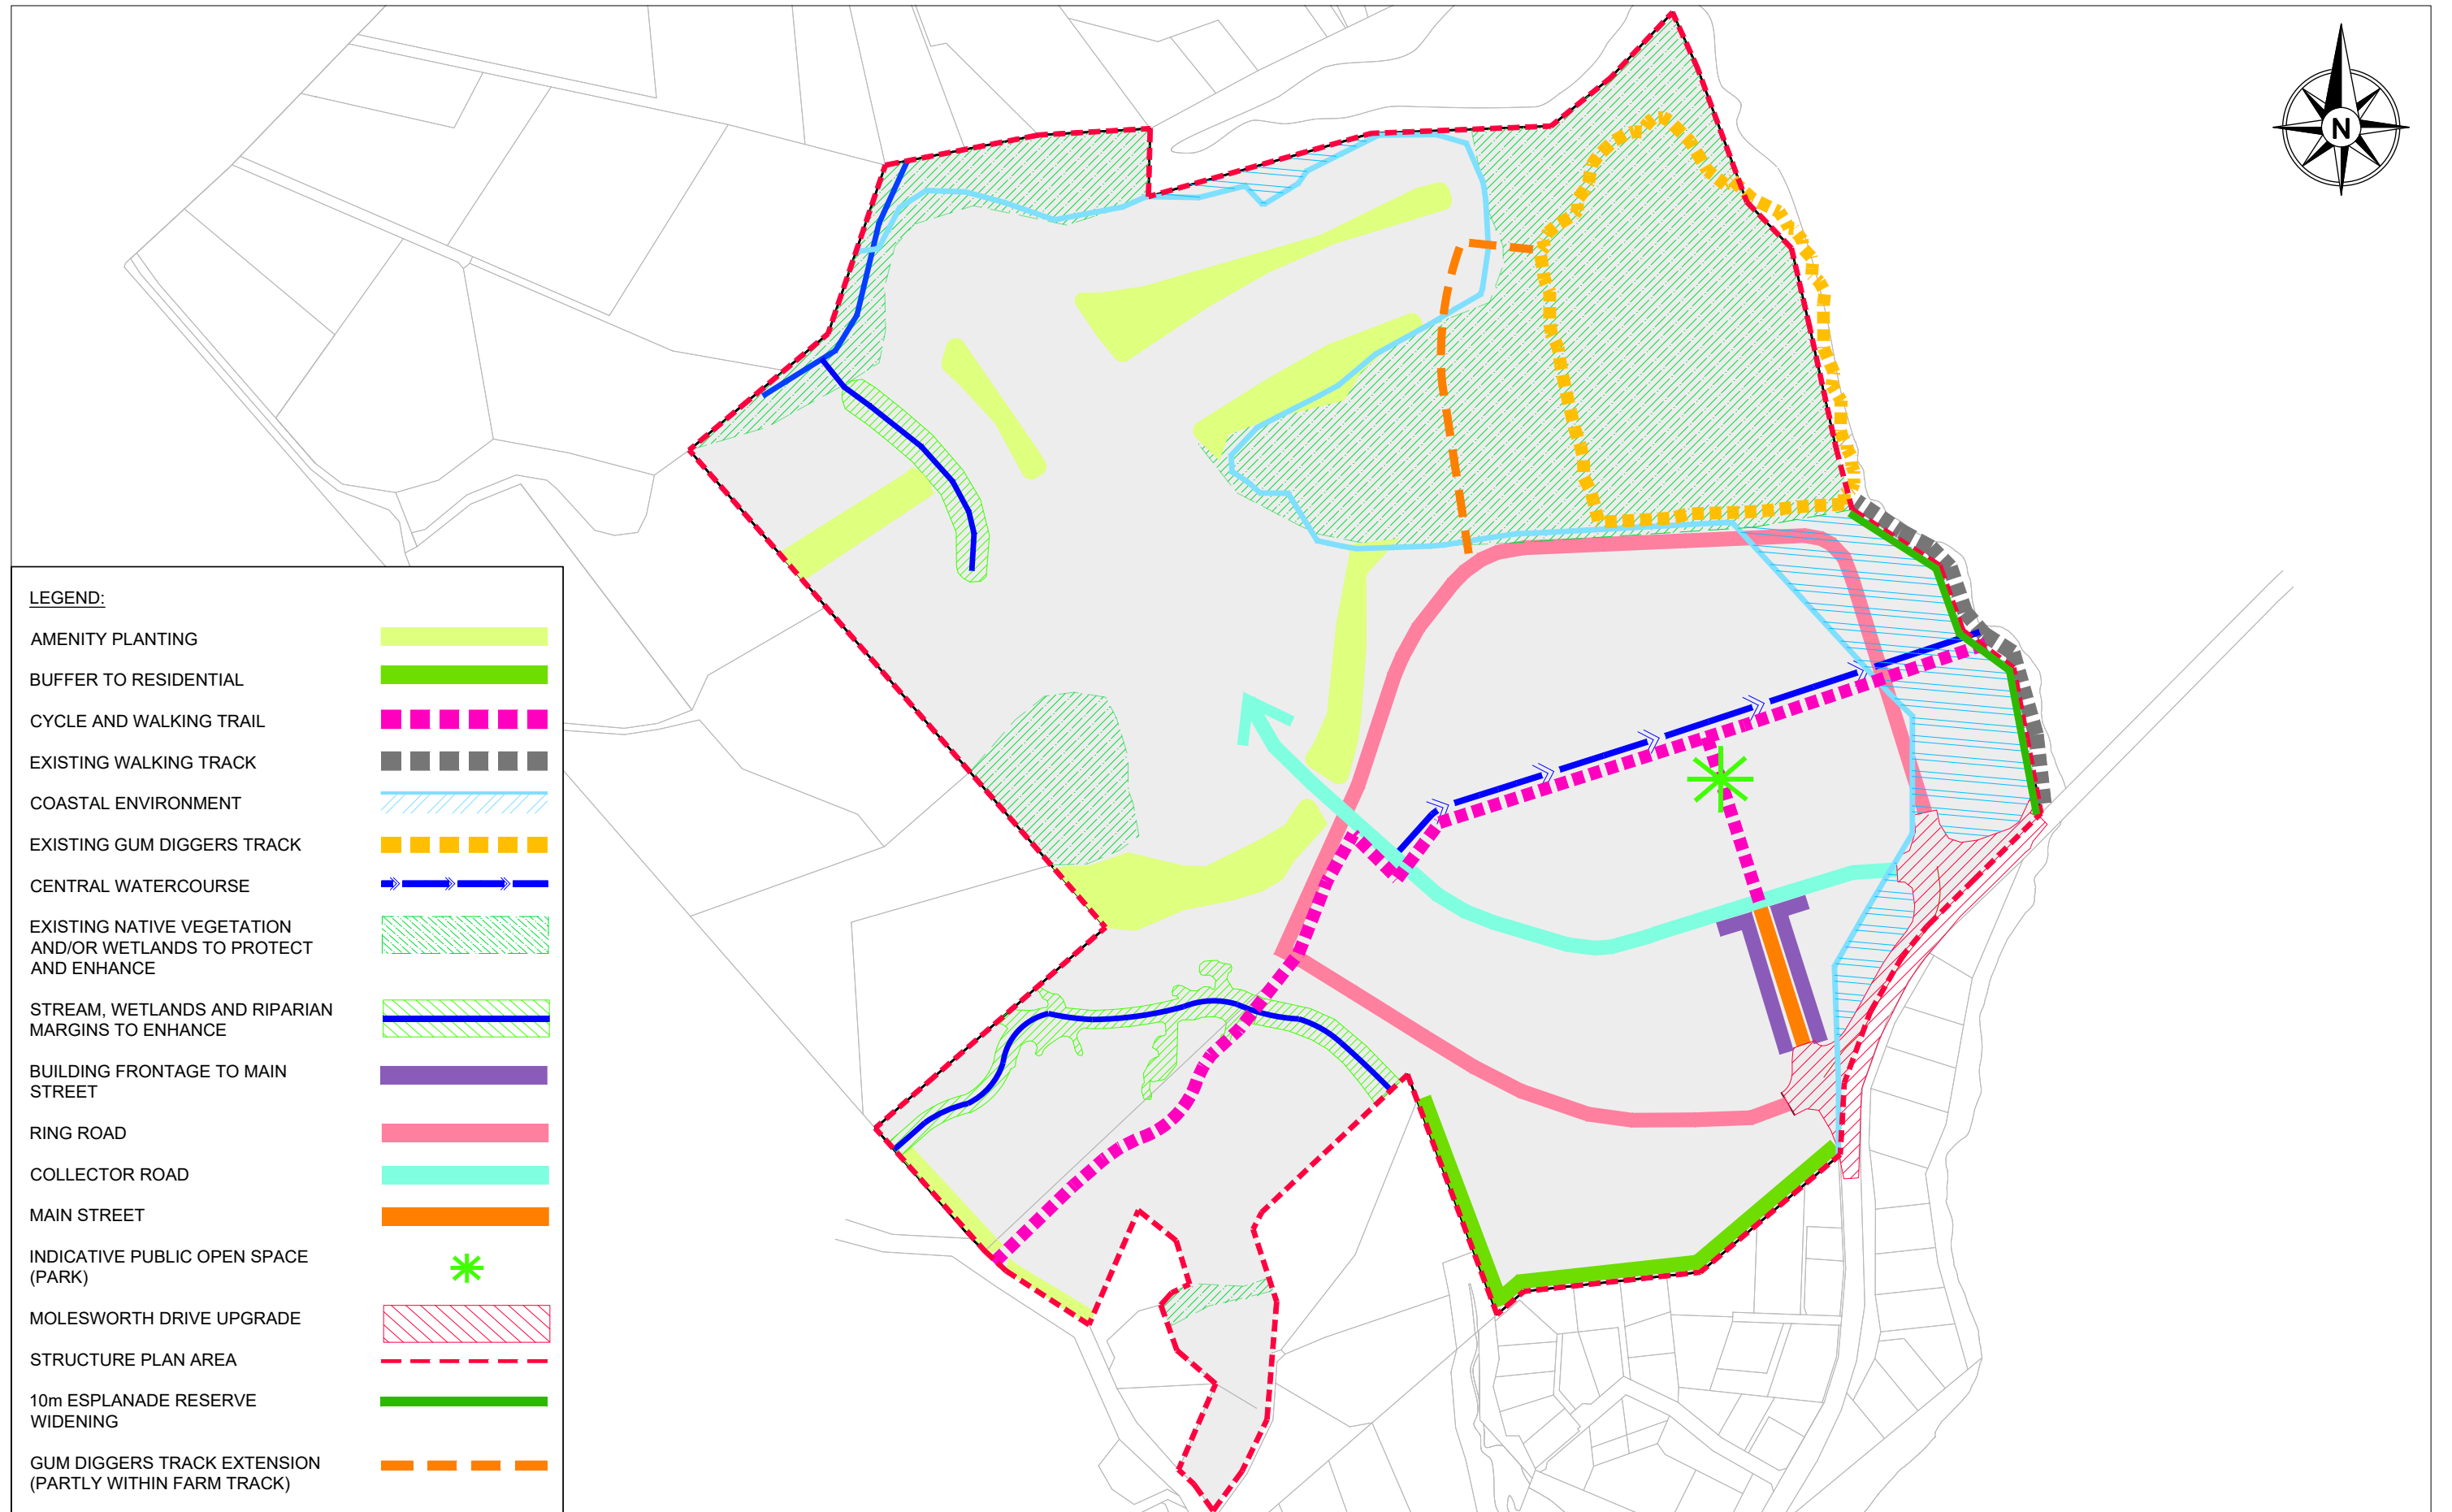 N
LEGEND:
AMENITY PLANTING
BUFFER TO RESIDENTIAL
CYCLE AND WALKING TRAIL
EXISTING WALKING TRACK
COASTAL ENVIRONMENT
EXISTING GUM DIGGERS TRACK
CENTRAL WATERCOURSE
EXISTING NATIVE VEGETATION
AND/OR WETLANDS TO PROTECT
AND ENHANCE
STREAM, WETLANDS AND RIPARIAN
MARGINS TO ENHANCE
BUILDING FRONTAGE TO MAIN
STREET
RING ROAD
COLLECTOR ROAD
MAIN STREET
INDICATIVE PUBLIC OPEN SPACE
(PARK)
MOLESWORTH DRIVE UPGRADE
STRUCTURE PLAN AREA
10m ESPLANADE RESERVE
WIDENING
GUM DIGGERS TRACK EXTENSION
(PARTLY WITHIN FARM TRACK)